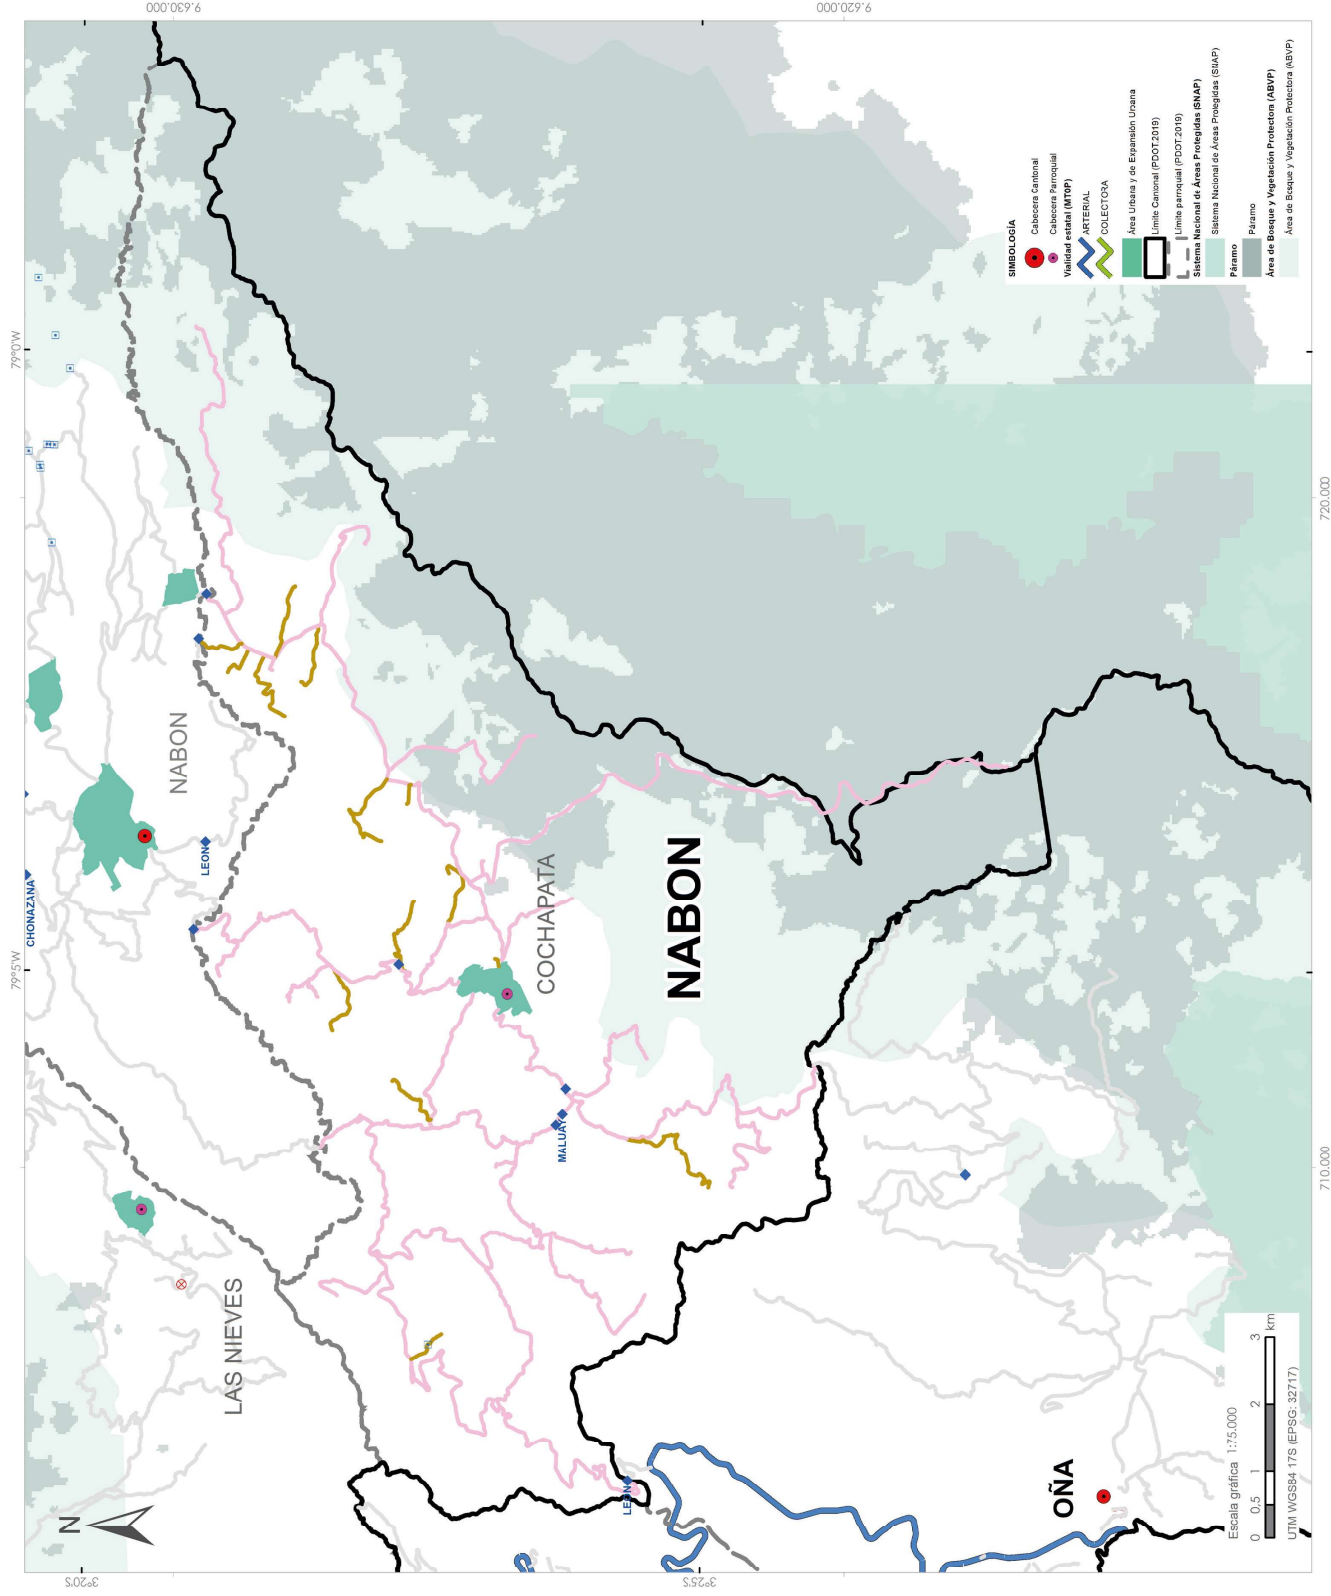 9.630.000
9.620.000
79°0'W
79°5'W
3°20'S
3°25'S
720.000
710.000
CHONAZANA
NABON
LEON
COCHAPATA
NABON
MALUAY
LAS NIEVES
LEON
OÑA
N
SIMBOLOGÍA
Cabecera Cantonal
Cabecera Parroquial
Vialidad estatal (MTOP)
ARTERIAL
COLECTORA
Área Urbana y de Expansión Urbana
Límite Cantonal (PDOT2019)
Límite parroquial (PDOT2019)
Sistema Nacional de Áreas Protegidas (SNAP)
Sistema Nacional de Áreas Protegidas (SNAP)
Páramo
Páramo
Área de Bosque y Vegetación Protectora (ABVP)
Área de Bosque y Vegetación Protectora (ABVP)
Escala gráfica 1:75.000
0 0,5 1 2 3 km
UTM WGS84 17S (EPSG: 32717)